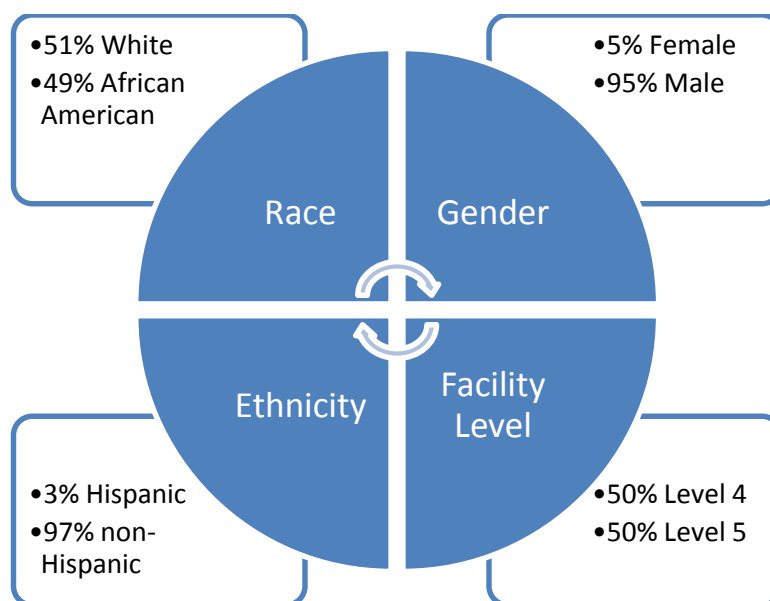 •51% White
•49% African
American
•5% Female
•95% Male
Race
Gender
Ethnicity
Facility
Level
•3% Hispanic
•97% non-
Hispanic
•50% Level 4
•50% Level 5